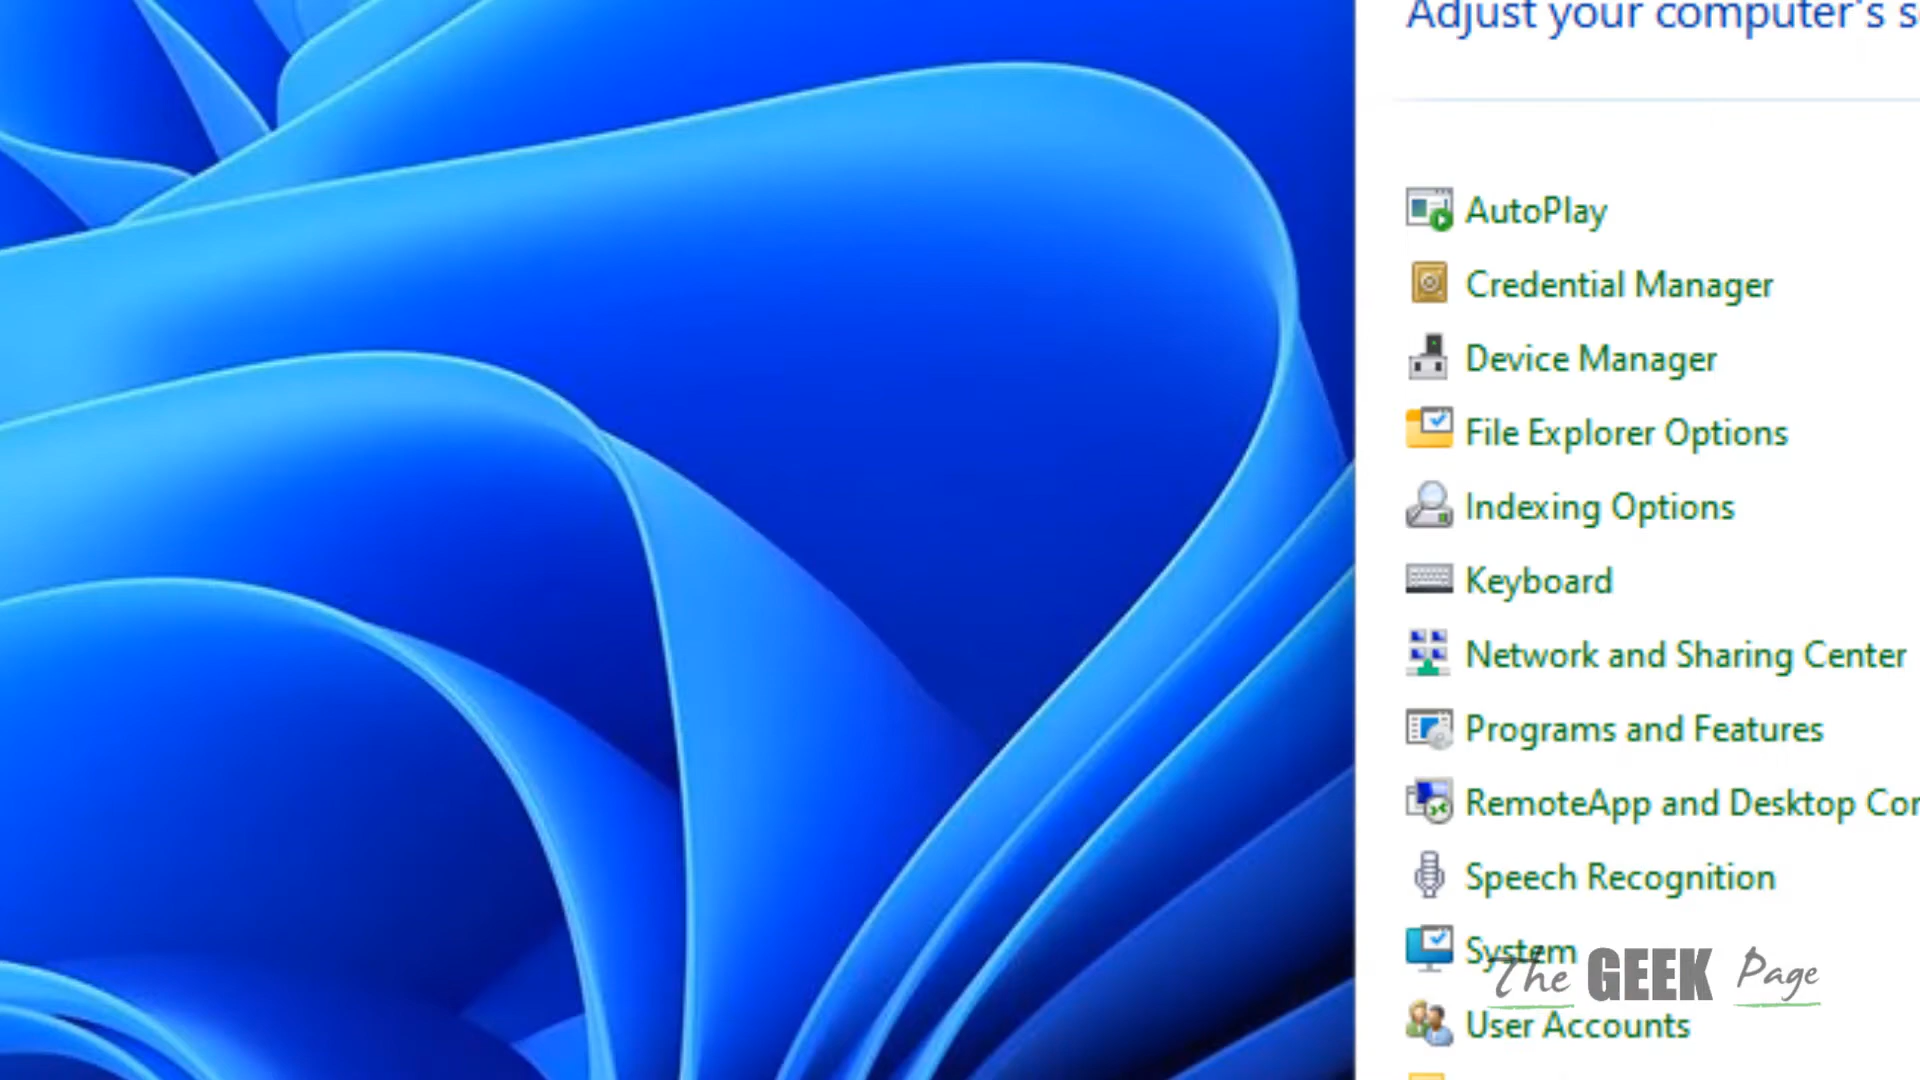 Adjust your computer's s
AutoPlay
Credential Manager
Device Manager
File Explorer Options
Indexing Options
Keyboard
Network and Sharing Center
Programs and Features
RemoteApp and Desktop Con
Speech Recognition
System
The GEEK Page
User Accounts